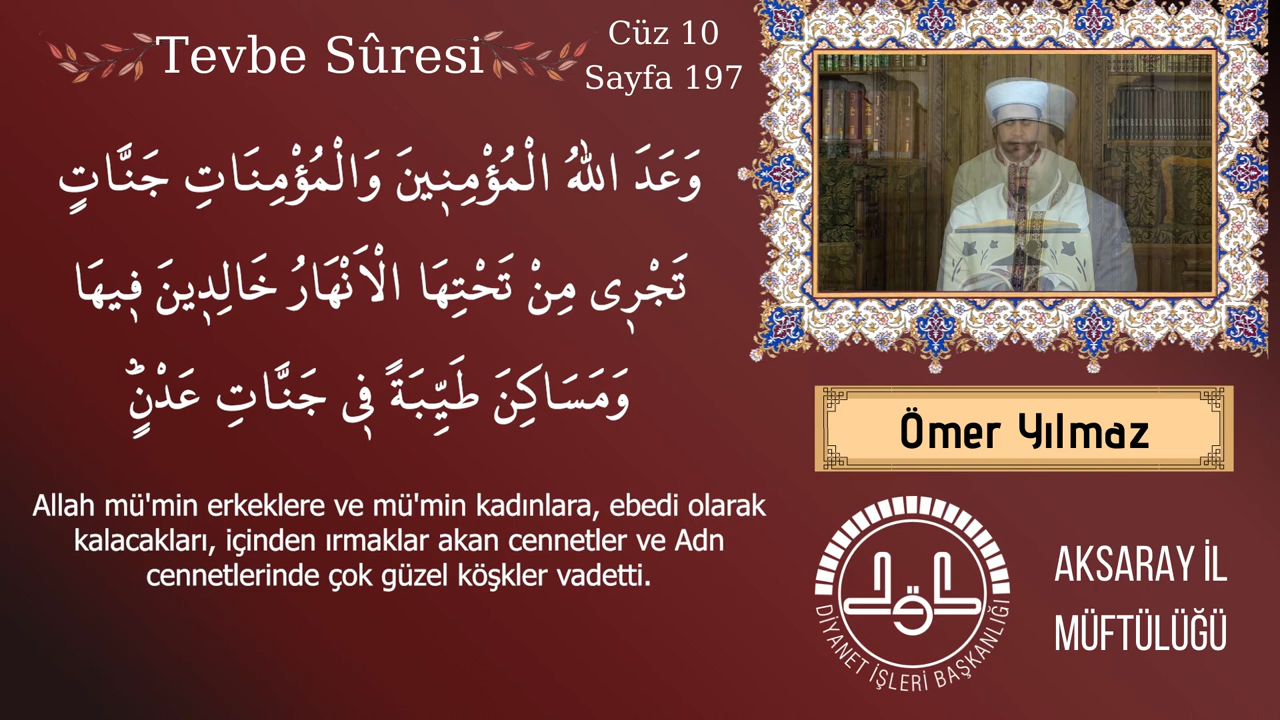 Tevbe Sûresi
Cüz 10
Sayfa 197
وَعَدَ اللّٰهُ الْمُؤْمِن۪ينَ وَالْمُؤْمِنَاتِ جَنَّاتٍ
تَجْر۪ى مِنْ تَحْتِهَا الْاَنْهَارُ خَالِد۪ينَ ف۪يهَا
وَمَسَاكِنَ طَيِّبَةً ف۪ى جَنَّاتِ عَدْنٍۜ
Allah mü'min erkeklere ve mü'min kadınlara, ebedi olarak
kalacakları, içinden ırmaklar akan cennetler ve Adn
cennetlerinde çok güzel köşkler vadetti.
Ömer Yılmaz
DİYANET İŞLERİ BAŞKANLIĞI
AKSARAY İL
MÜFTÜLÜĞÜ